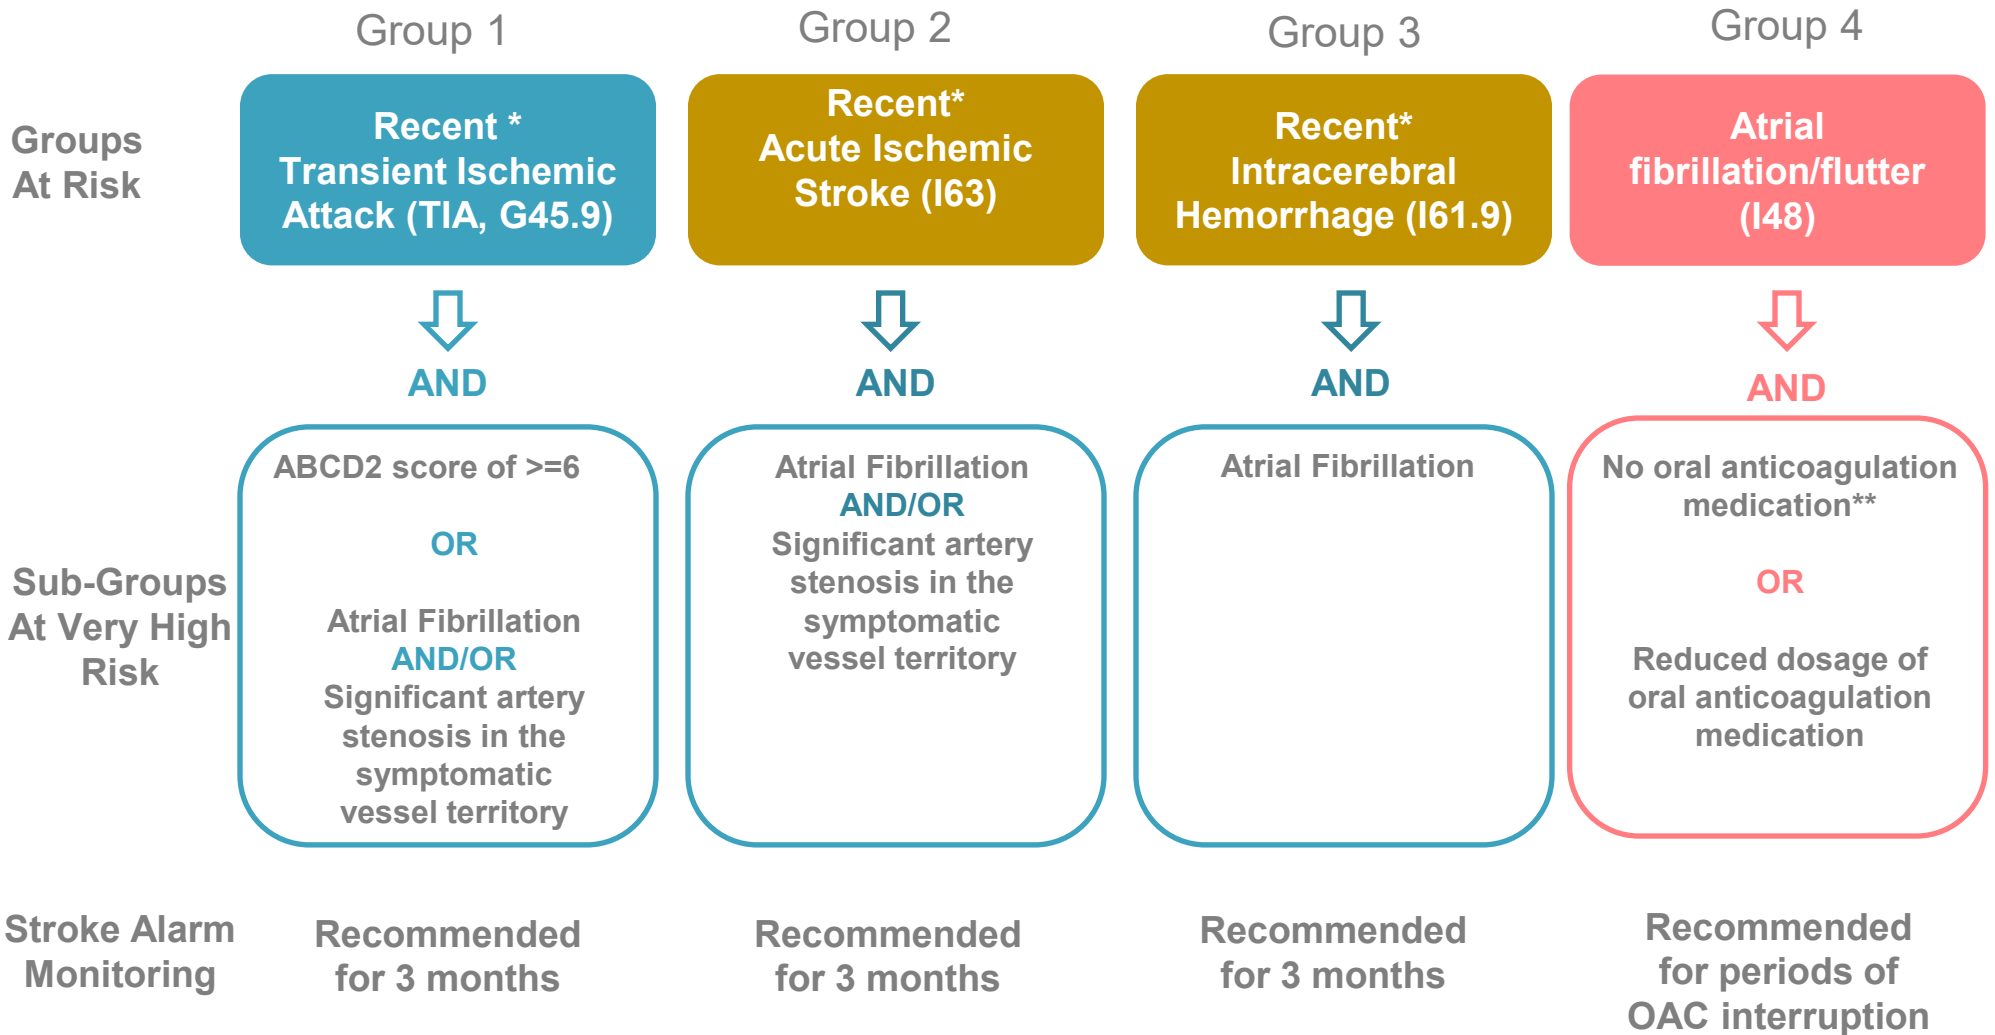 Group 1
Group 2
Group 3
Group 4
Groups
At Risk
Recent *
Transient Ischemic
Attack (TIA, G45.9)
Recent*
Acute Ischemic
Stroke (I63)
Recent*
Intracerebral
Hemorrhage (I61.9)
Atrial
fibrillation/flutter
(I48)
AND
AND
AND
AND
Sub-Groups
At Very High
Risk
ABCD2 score of >=6
OR
Atrial Fibrillation
AND/OR
Significant artery
stenosis in the
symptomatic
vessel territory
Atrial Fibrillation
AND/OR
Significant artery
stenosis in the
symptomatic
vessel territory
Atrial Fibrillation
No oral anticoagulation
medication**
OR
Reduced dosage of
oral anticoagulation
medication
Stroke Alarm
Monitoring
Recommended
for 3 months
Recommended
for 3 months
Recommended
for 3 months
Recommended
for periods of
OAC interruption